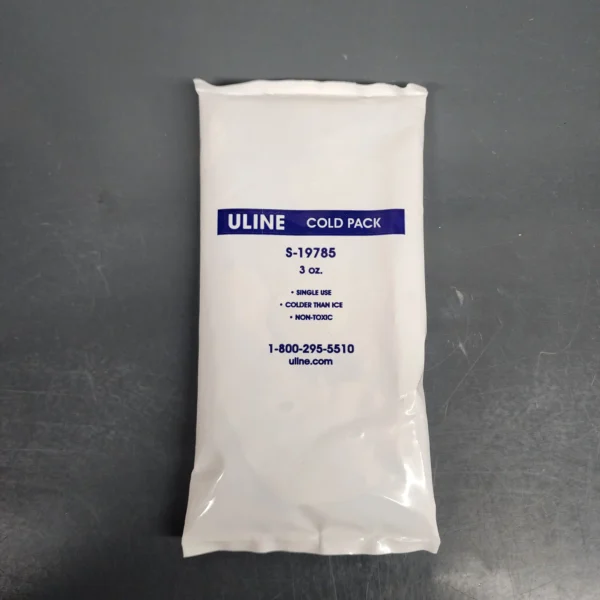 ULINE COLD PACK
S-19785
3 oz.
• SINGLE USE
• COLDER THAN ICE
• NON-TOXIC
1-800-295-5510
uline.com